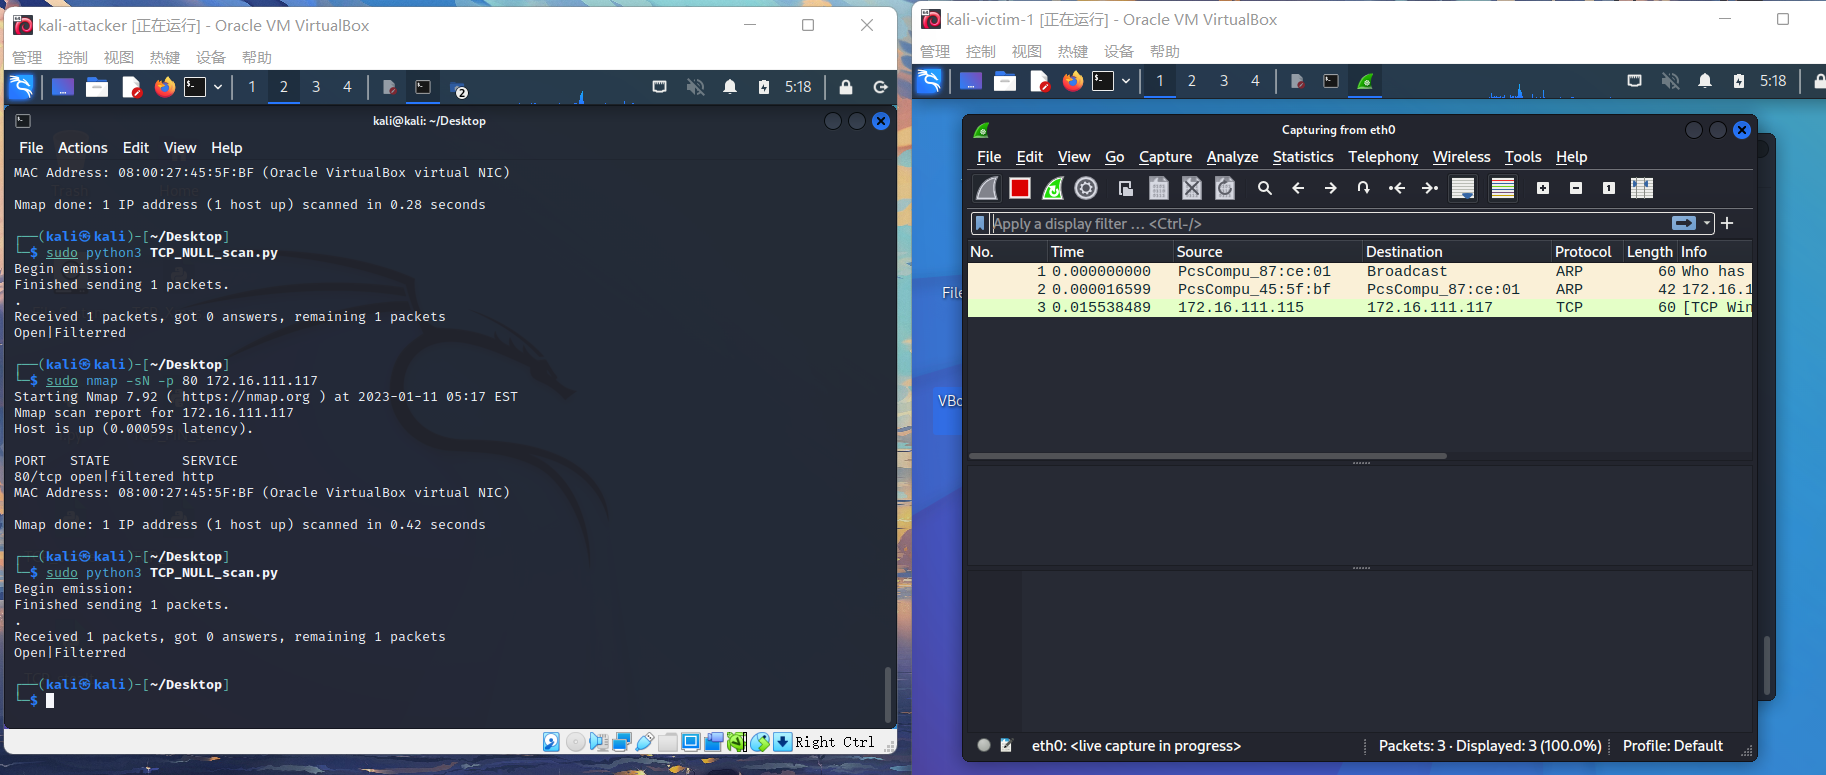 kali-attacker [正在运行] - Oracle VM VirtualBox
管理 控制 视图 热键 设备 帮助
1 2 3 4 2 5:18
kali@kali: ~/Desktop
File Actions Edit View Help
MAC Address: 08:00:27:45:5F:BF (Oracle VirtualBox virtual NIC)
Nmap done: 1 IP address (1 host up) scanned in 0.28 seconds
┌──(kali㉿kali)-[~/Desktop]
└─$ sudo python3 TCP_NULL_scan.py
Begin emission:
Finished sending 1 packets.
.
Received 1 packets, got 0 answers, remaining 1 packets
Open|Filterred
┌──(kali㉿kali)-[~/Desktop]
└─$ sudo nmap -sN -p 80 172.16.111.117
Starting Nmap 7.92 ( https://nmap.org ) at 2023-01-11 05:17 EST
Nmap scan report for 172.16.111.117
Host is up (0.00059s latency).
PORT STATE SERVICE
80/tcp open|filtered http
MAC Address: 08:00:27:45:5F:BF (Oracle VirtualBox virtual NIC)
Nmap done: 1 IP address (1 host up) scanned in 0.42 seconds
┌──(kali㉿kali)-[~/Desktop]
└─$ sudo python3 TCP_NULL_scan.py
Begin emission:
Finished sending 1 packets.
.
Received 1 packets, got 0 answers, remaining 1 packets
Open|Filterred
┌──(kali㉿kali)-[~/Desktop]
└─$
Right Ctrl
kali-victim-1 [正在运行] - Oracle VM VirtualBox
管理 控制 视图 热键 设备 帮助
1 2 3 4 5:18
Capturing from eth0
File Edit View Go Capture Analyze Statistics Telephony Wireless Tools Help
Apply a display filter … <Ctrl-/>
No. Time Source Destination Protocol Length Info
1 0.000000000 PcsCompu_87:ce:01 Broadcast ARP 60 Who has
2 0.000016599 PcsCompu_45:5f:bf PcsCompu_87:ce:01 ARP 42 172.16.1
3 0.015538489 172.16.111.115 172.16.111.117 TCP 60 [TCP Win
File
VBo
eth0: <live capture in progress>
Packets: 3 · Displayed: 3 (100.0%)
Profile: Default